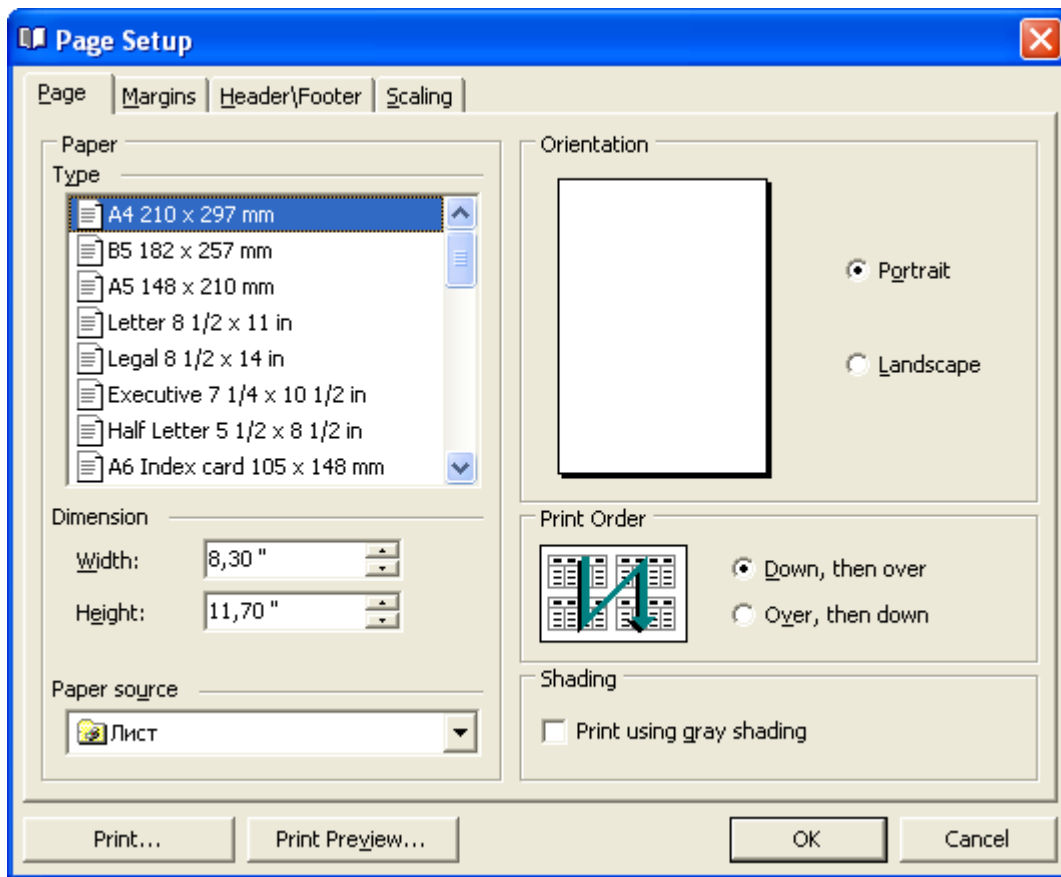 Page Setup
Page
Margins
Header\Footer
Scaling
Paper
Type
A4 210 x 297 mm
B5 182 x 257 mm
A5 148 x 210 mm
Letter 8 1/2 x 11 in
Legal 8 1/2 x 14 in
Executive 7 1/4 x 10 1/2 in
Half Letter 5 1/2 x 8 1/2 in
A6 Index card 105 x 148 mm
Dimension
Width: 8,30 "
Height: 11,70 "
Paper source
Лист
Orientation
Portrait
Landscape
Print Order
Down, then over
Over, then down
Shading
Print using gray shading
Print...
Print Preview...
OK
Cancel